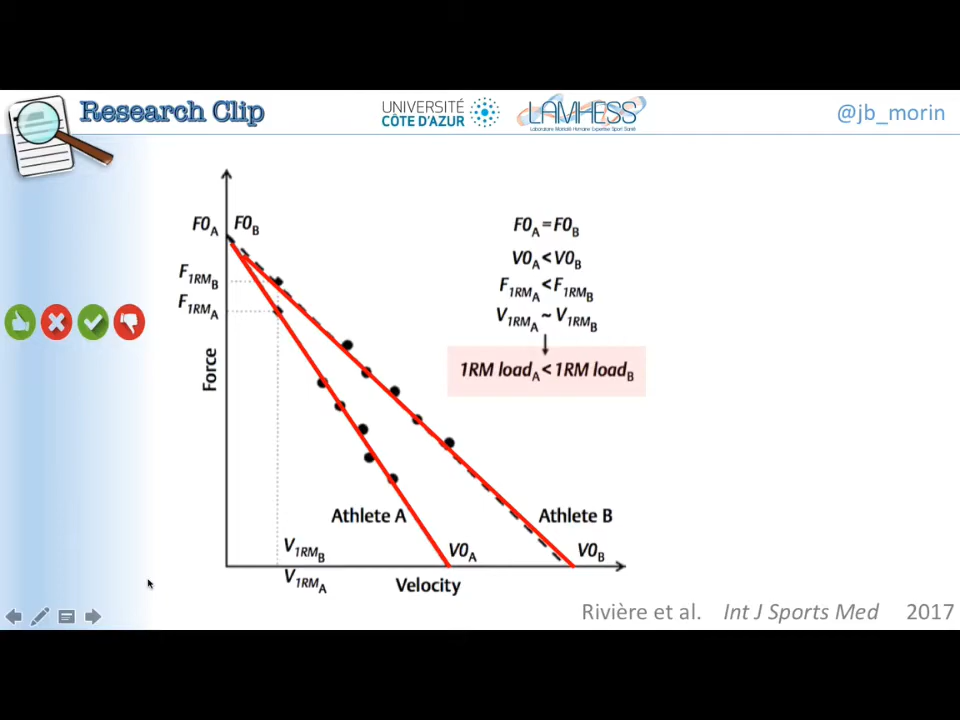 Research Clip
UNIVERSITÉ
CÔTE D'AZUR
LAMHESS
Laboratoire Motricité Humaine Expertise Sport Santé
@jb_morin
F0A F0B
F1RMB
F1RMA
Force
F0A = F0B
V0A < V0B
F1RMA < F1RMB
V1RMA ~ V1RMB
1RM loadA < 1RM loadB
Athlete A
Athlete B
V1RMB
V0A
V0B
V1RMA
Velocity
Rivière et al. Int J Sports Med 2017